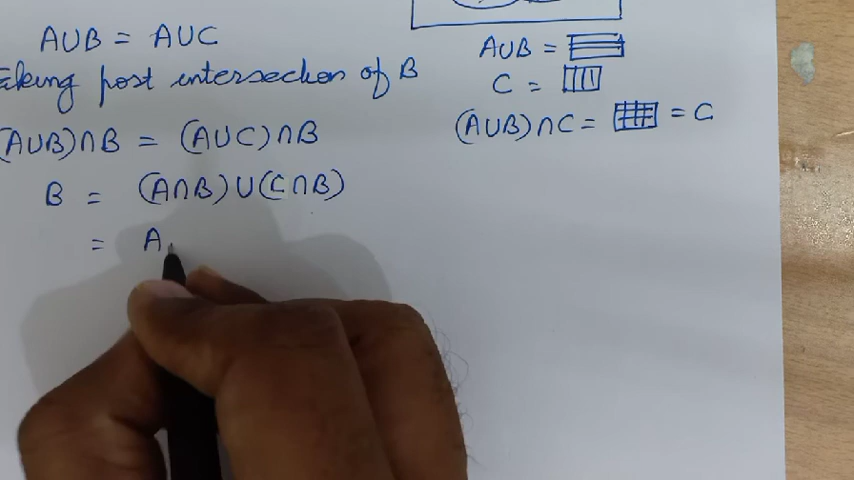 A∪B = A∪C
taking post intersection of B
(A∪B)∩B = (A∪C)∩B
B = (A∩B)∪(C∩B)
= A
A∪B =
C =
(A∪B)∩C = = C